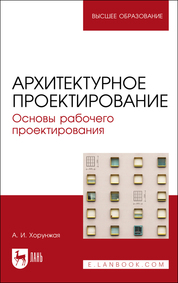 ВЫСШЕЕ ОБРАЗОВАНИЕ
АРХИТЕКТУРНОЕ
ПРОЕКТИРОВАНИЕ
Основы рабочего
проектирования
А. И. Хорунжая
ЛАНЬ
E.LANBOOK.COM